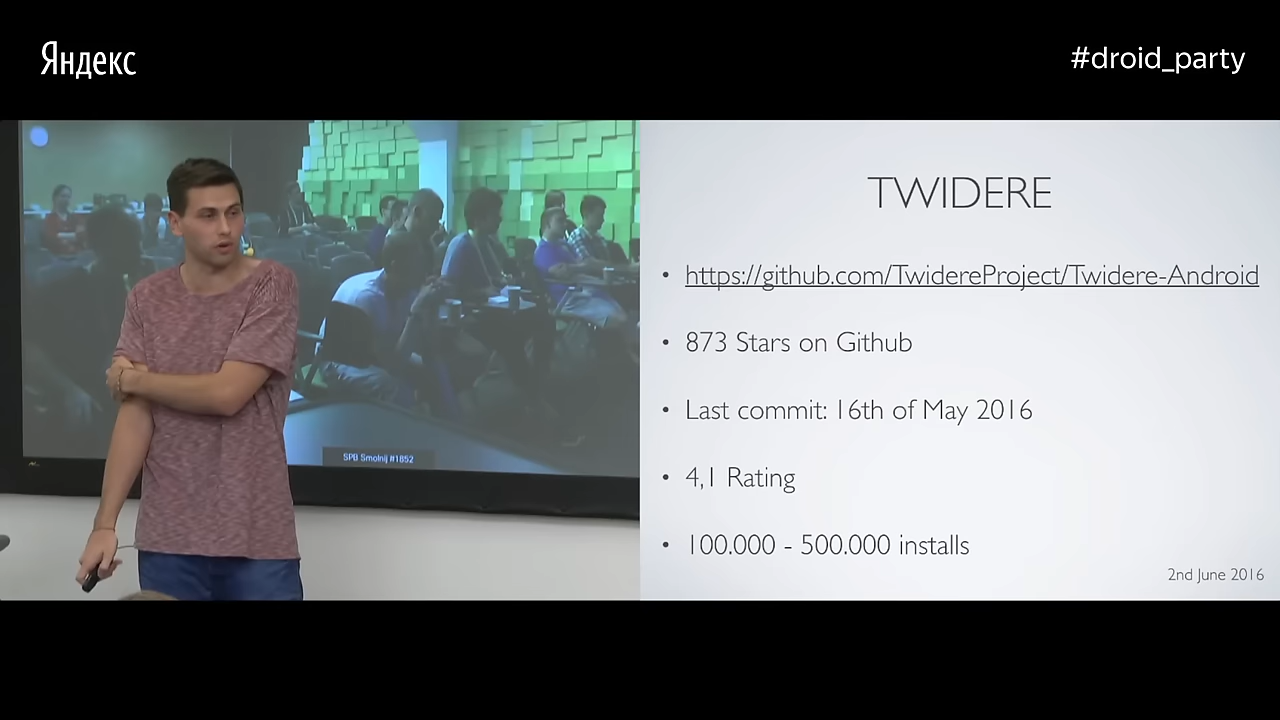 Яндекс
#droid_party
SPB Smolnij #1852
TWIDERE
• https://github.com/TwidereProject/Twidere-Android
• 873 Stars on Github
• Last commit: 16th of May 2016
• 4,1 Rating
• 100.000 - 500.000 installs
2nd June 2016